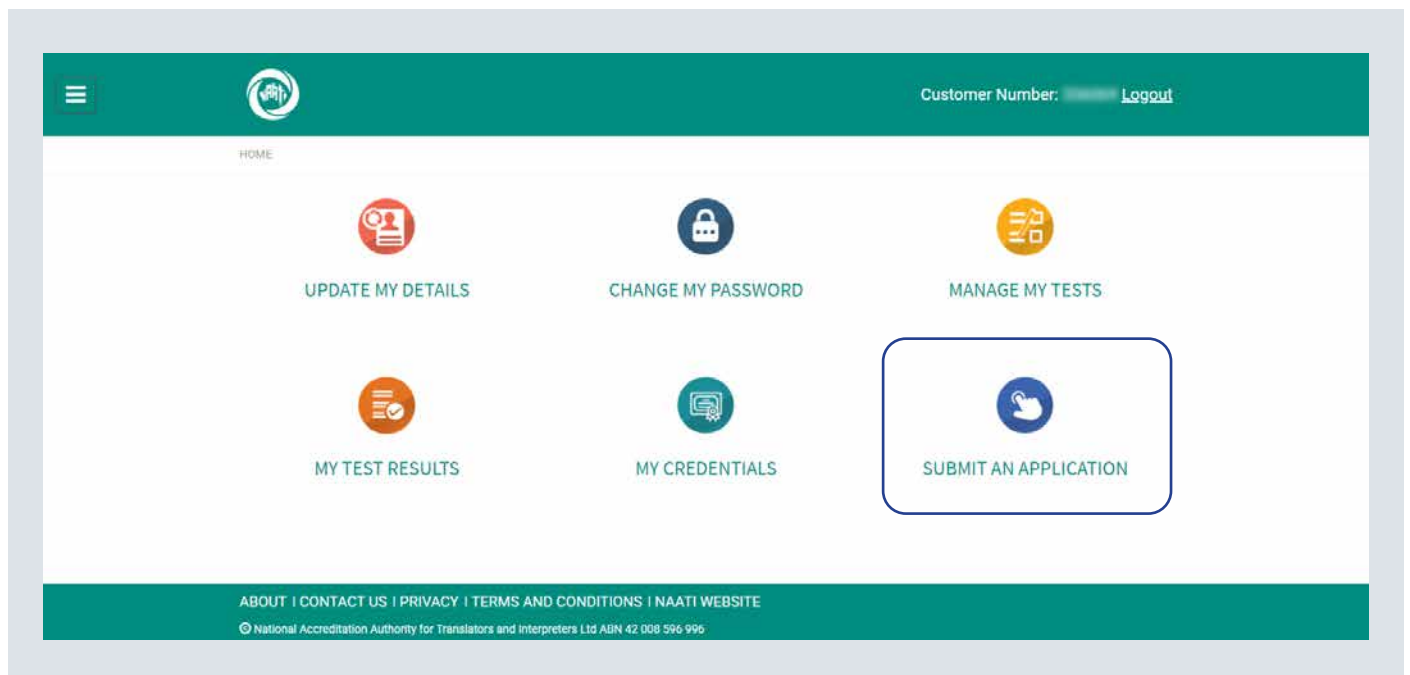 NAATI
Customer Number: Logout
HOME
UPDATE MY DETAILS
CHANGE MY PASSWORD
MANAGE MY TESTS
MY TEST RESULTS
MY CREDENTIALS
SUBMIT AN APPLICATION
ABOUT | CONTACT US | PRIVACY | TERMS AND CONDITIONS | NAATI WEBSITE
© National Accreditation Authority for Translators and Interpreters Ltd ABN 42 008 596 996